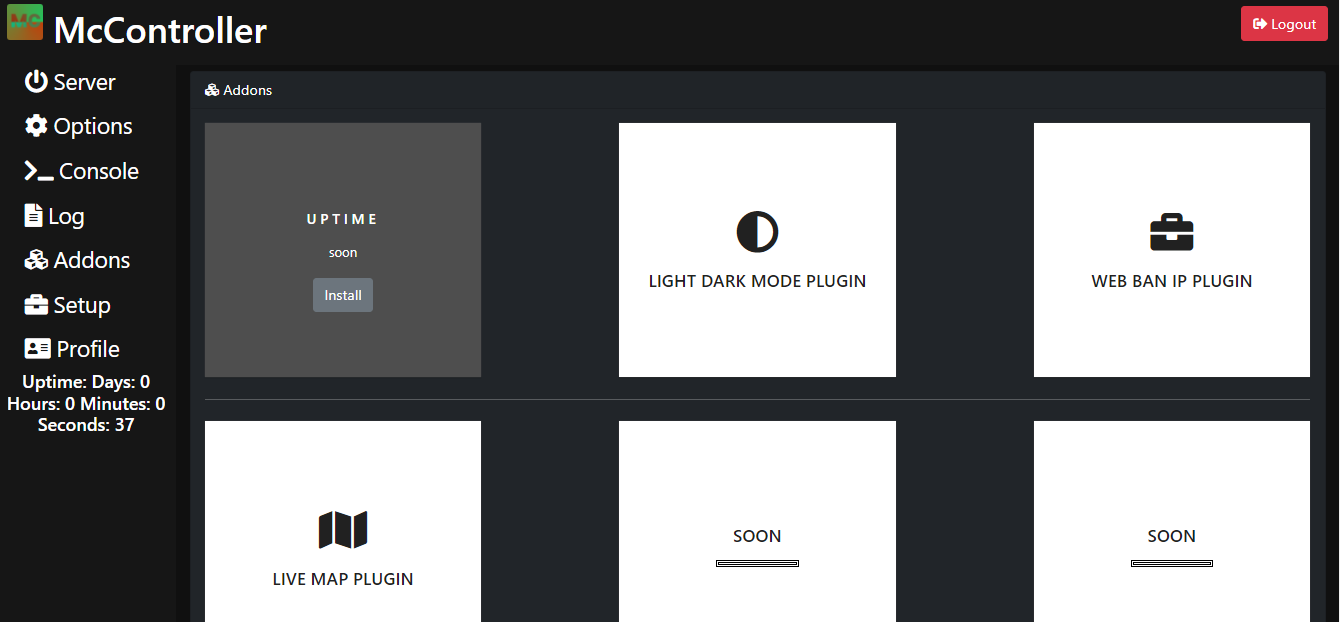 MC
McController
Logout
Server
Options
Console
Log
Addons
Setup
Profile
Uptime: Days: 0
Hours: 0 Minutes: 0
Seconds: 37
Addons
UPTIME
soon
Install
LIGHT DARK MODE PLUGIN
WEB BAN IP PLUGIN
LIVE MAP PLUGIN
SOON
SOON